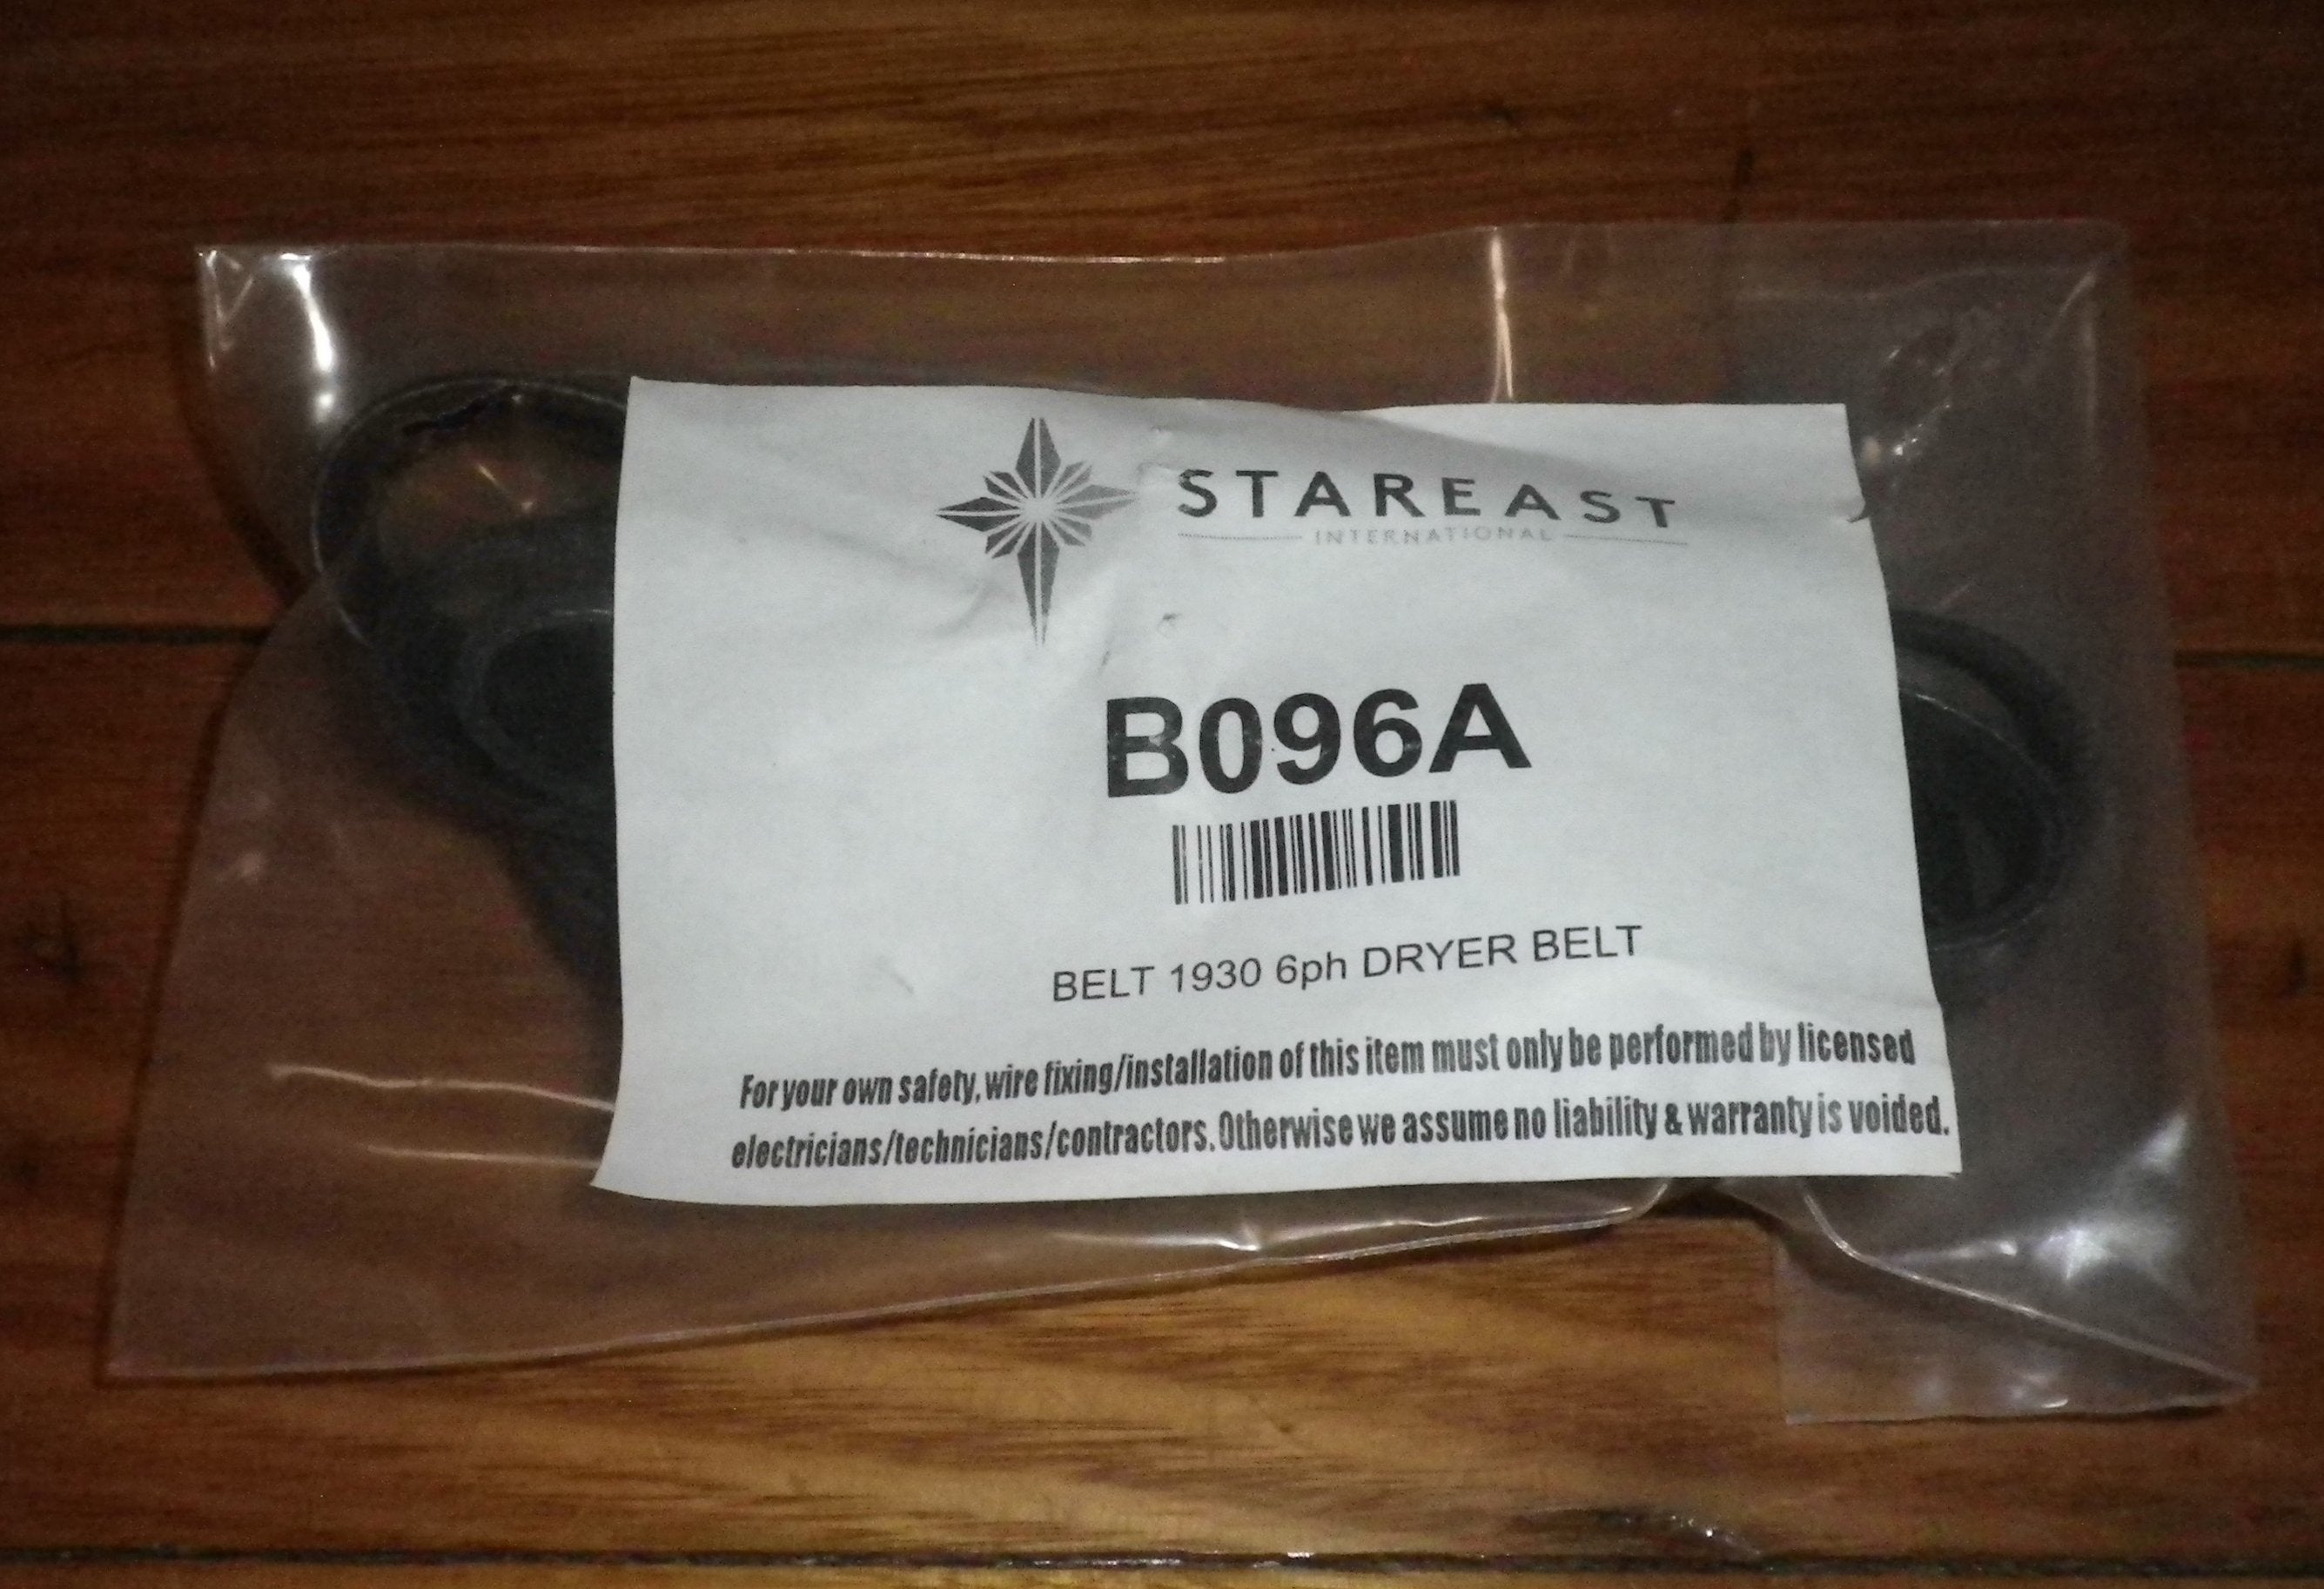 STAREAST
INTERNATIONAL
B096A
BELT 1930 6ph DRYER BELT
For your own safety, wire fixing/installation of this item must only be performed by licensed
electricians/technicians/contractors. Otherwise we assume no liability & warranty is voided.